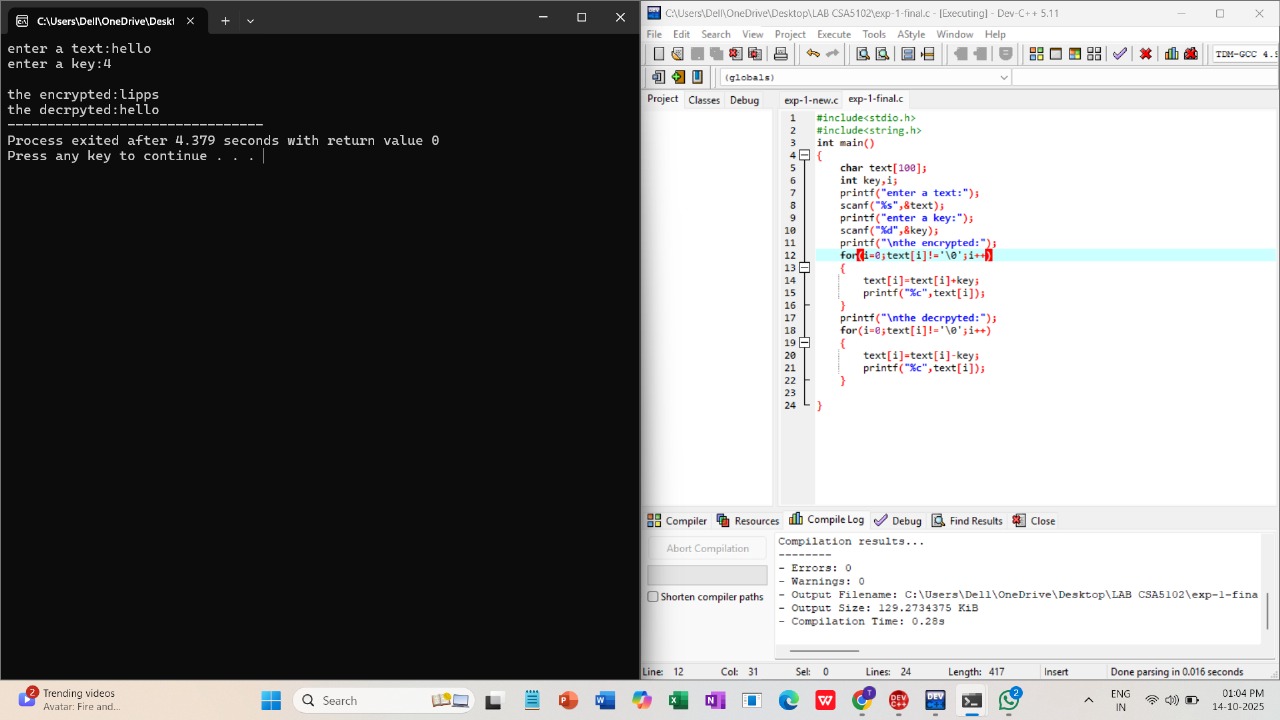 C:\Users\Dell\OneDrive\Deskt
enter a text:hello
enter a key:4
the encrypted:lipps
the decrpyted:hello
--------------------------------
Process exited after 4.379 seconds with return value 0
Press any key to continue . . .
C:\Users\Dell\OneDrive\Desktop\LAB CSA5102\exp-1-final.c - [Executing] - Dev-C++ 5.11
File Edit Search View Project Execute Tools AStyle Window Help
TDM-GCC 4.9
(globals)
Project Classes Debug
exp-1-new.c exp-1-final.c
1 #include<stdio.h>
2 #include<string.h>
3 int main()
4 {
5 char text[100];
6 int key,i;
7 printf("enter a text:");
8 scanf("%s",&text);
9 printf("enter a key:");
10 scanf("%d",&key);
11 printf("\nthe encrypted:");
12 for(i=0;text[i]!='\0';i++)
13 {
14 text[i]=text[i]+key;
15 printf("%c",text[i]);
16 }
17 printf("\nthe decrpyted:");
18 for(i=0;text[i]!='\0';i++)
19 {
20 text[i]=text[i]-key;
21 printf("%c",text[i]);
22 }
23
24 }
Compiler Resources Compile Log Debug Find Results Close
Abort Compilation
Shorten compiler paths
Compilation results...
--------
- Errors: 0
- Warnings: 0
- Output Filename: C:\Users\Dell\OneDrive\Desktop\LAB CSA5102\exp-1-fina
- Output Size: 129.2734375 KiB
- Compilation Time: 0.28s
Line: 12 Col: 31 Sel: 0 Lines: 24 Length: 417 Insert Done parsing in 0.016 seconds
2
Trending videos
Avatar: Fire and...
Search
T
DEV
C++
DEV
2
ENG
IN
01:04 PM
14-10-2025